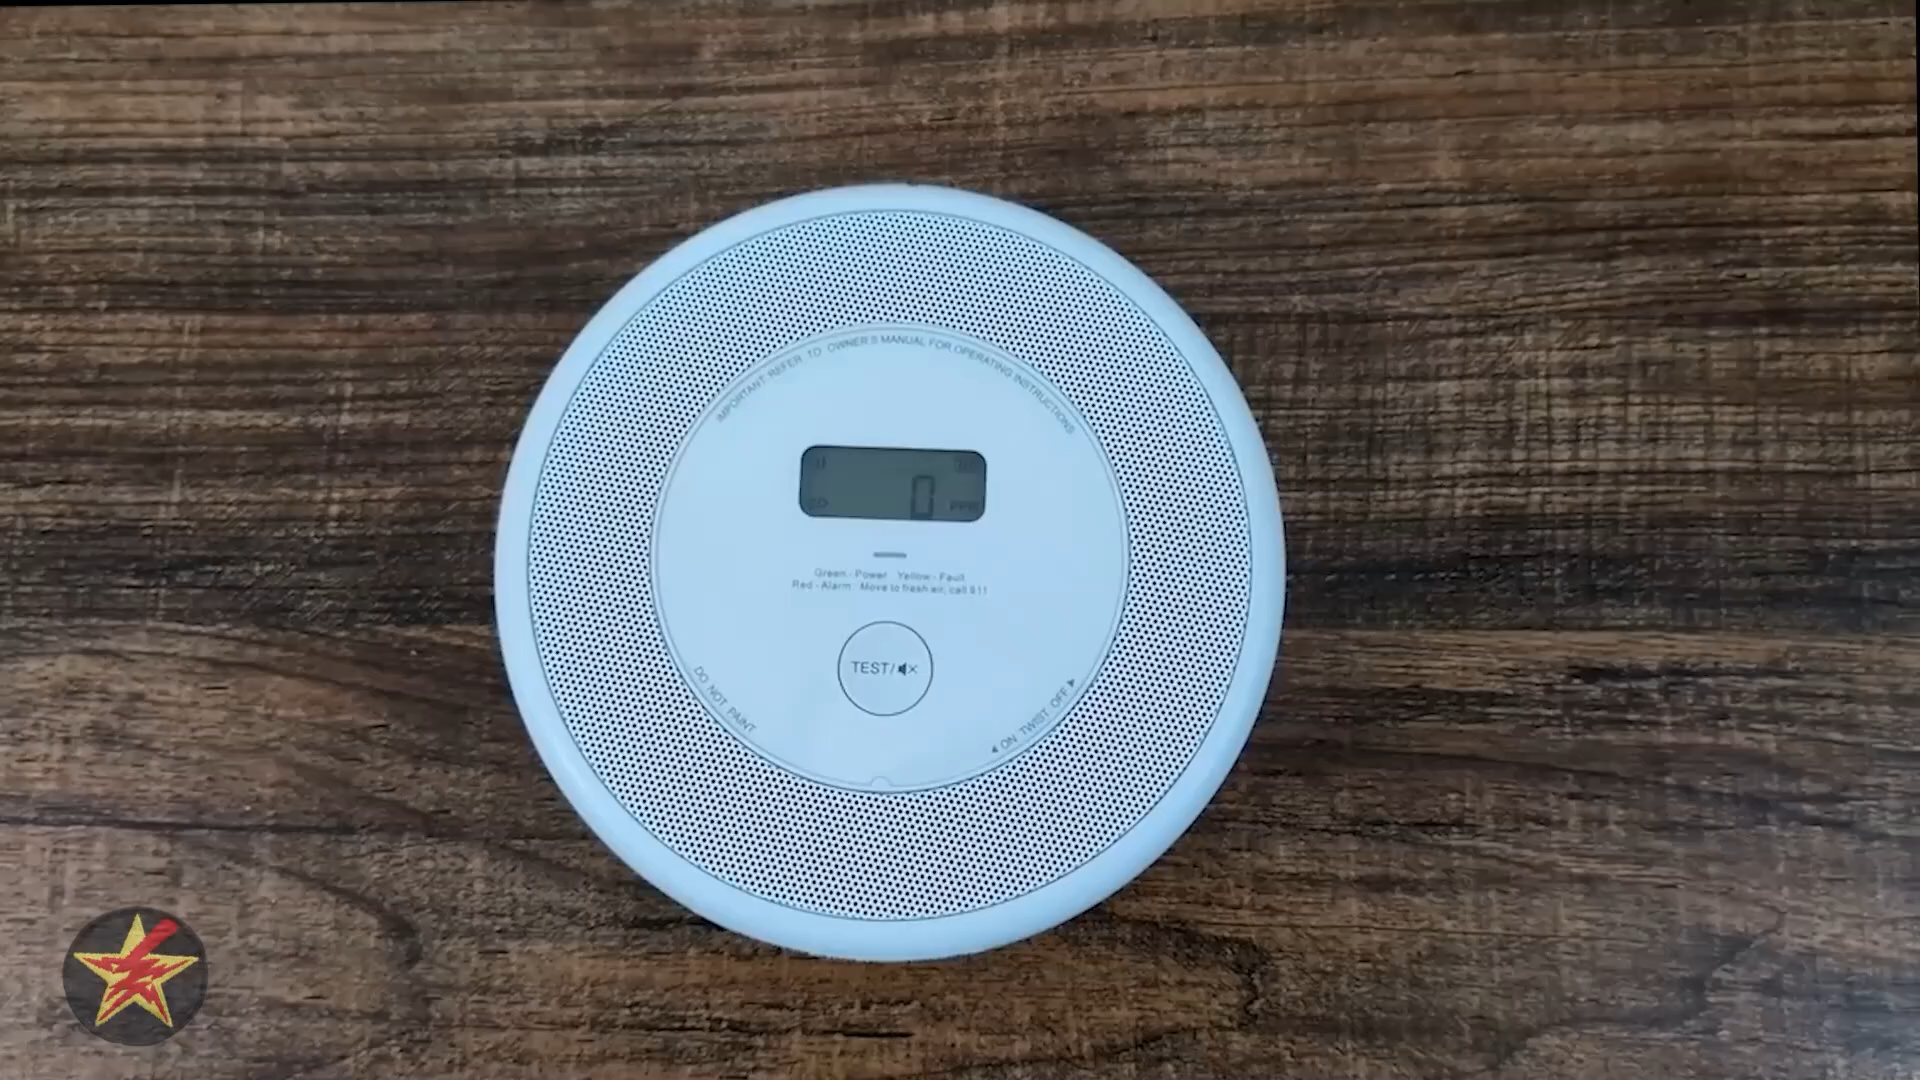 IMPORTANT: REFER TO OWNER'S MANUAL FOR OPERATING INSTRUCTIONS
CO 0 PPM
Green - Power Yellow - Fault
Red - Alarm Move to fresh air, call 911
TEST/
DO NOT PAINT
◀ ON TWIST OFF ▶